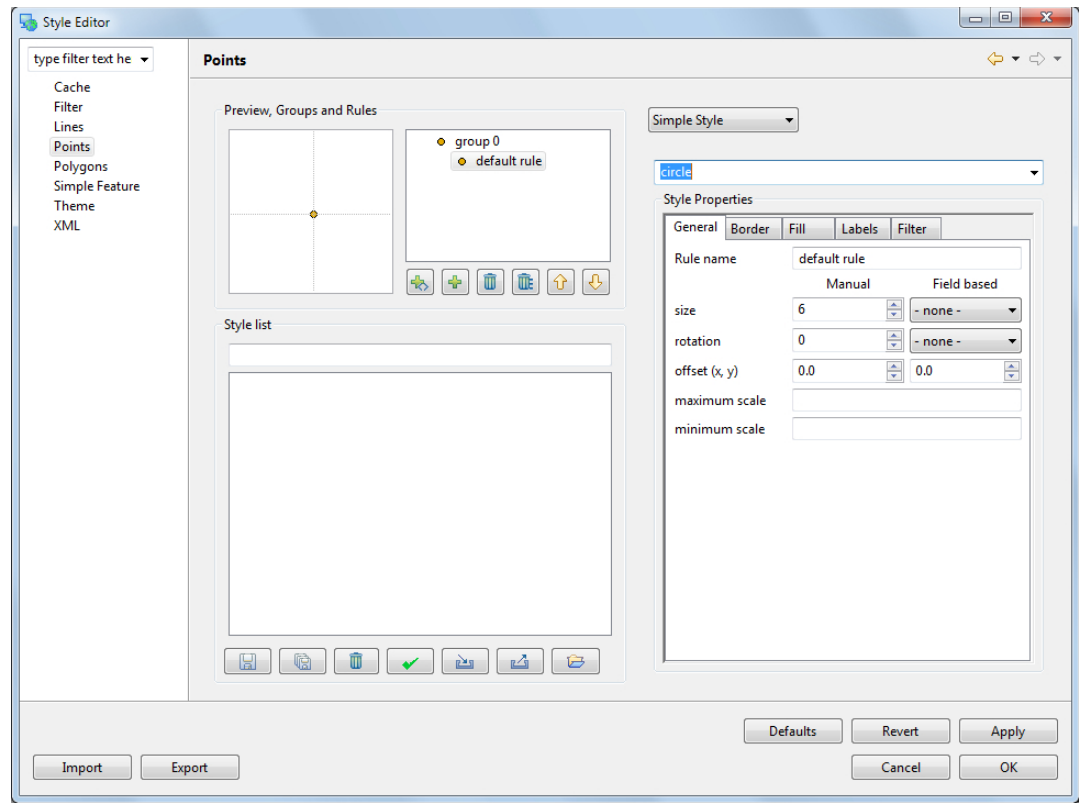 Style Editor
type filter text he
Points
Cache
Filter
Lines
Points
Polygons
Simple Feature
Theme
XML
Preview, Groups and Rules
group 0
default rule
Style list
Simple Style
circle
Style Properties
General Border Fill Labels Filter
Rule name default rule
Manual Field based
size 6 - none -
rotation 0 - none -
offset (x, y) 0.0 0.0
maximum scale
minimum scale
Defaults Revert Apply
Import Export Cancel OK